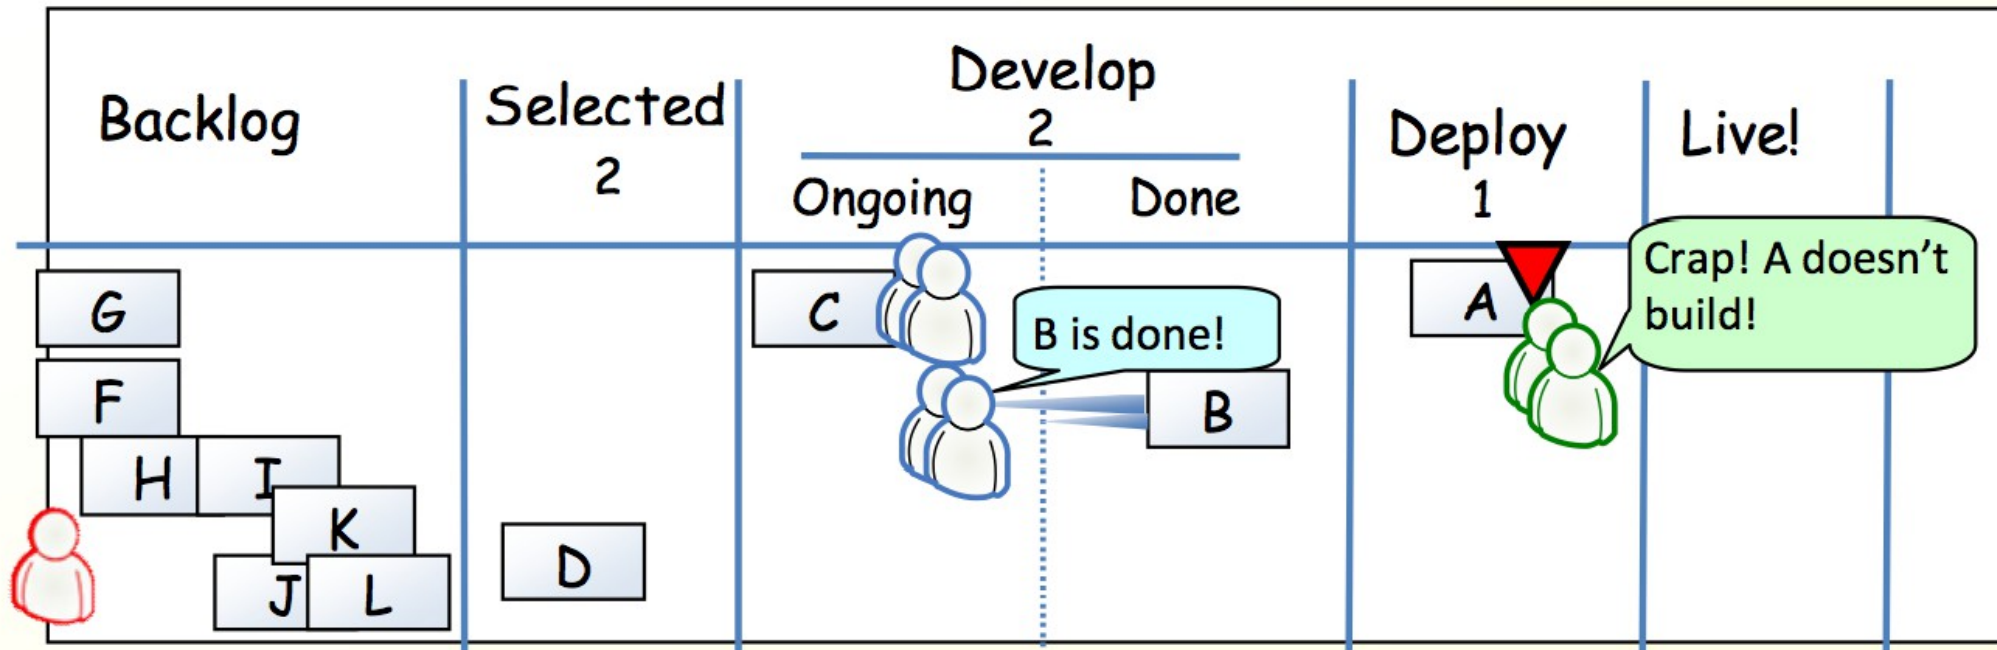 Backlog
Selected
2
Develop
2
Ongoing
Done
Deploy
1
Live!
G
F
H
I
K
J
L
D
C
B is done!
B
A
Crap! A doesn't
build!